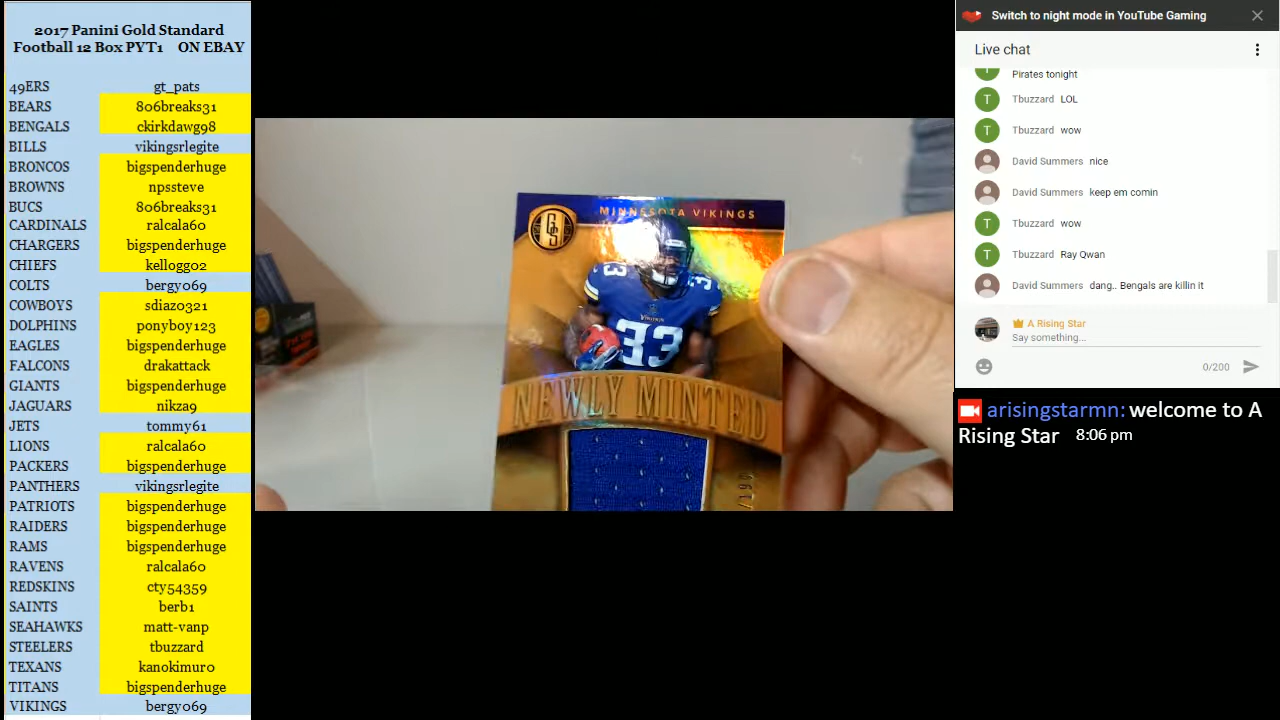 2017 Panini Gold Standard
Football 12 Box PYT1 ON EBAY
49ERS gt_pats
BEARS 806breaks31
BENGALS ckirkdawg98
BILLS vikingsrlegite
BRONCOS bigspenderhuge
BROWNS npssteve
BUCS 806breaks31
CARDINALS ralcala60
CHARGERS bigspenderhuge
CHIEFS kellogg02
COLTS bergy069
COWBOYS sdiaz0321
DOLPHINS ponyboy123
EAGLES bigspenderhuge
FALCONS drakattack
GIANTS bigspenderhuge
JAGUARS nikza9
JETS tommy61
LIONS ralcala60
PACKERS bigspenderhuge
PANTHERS vikingsrlegite
PATRIOTS bigspenderhuge
RAIDERS bigspenderhuge
RAMS bigspenderhuge
RAVENS ralcala60
REDSKINS cty54359
SAINTS berb1
SEAHAWKS matt-vanp
STEELERS tbuzzard
TEXANS kanokimuro
TITANS bigspenderhuge
VIKINGS bergy069
MINNESOTA VIKINGS
GS
33
33
33
NEWLY MINTED
/199
Switch to night mode in YouTube Gaming
Live chat
T Pirates tonight
T Tbuzzard LOL
T Tbuzzard wow
David Summers nice
David Summers keep em comin
T Tbuzzard wow
T Tbuzzard Ray Qwan
David Summers dang.. Bengals are killin it
A Rising Star
Say something...
0/200
arisingstarmn: welcome to A
Rising Star 8:06 pm